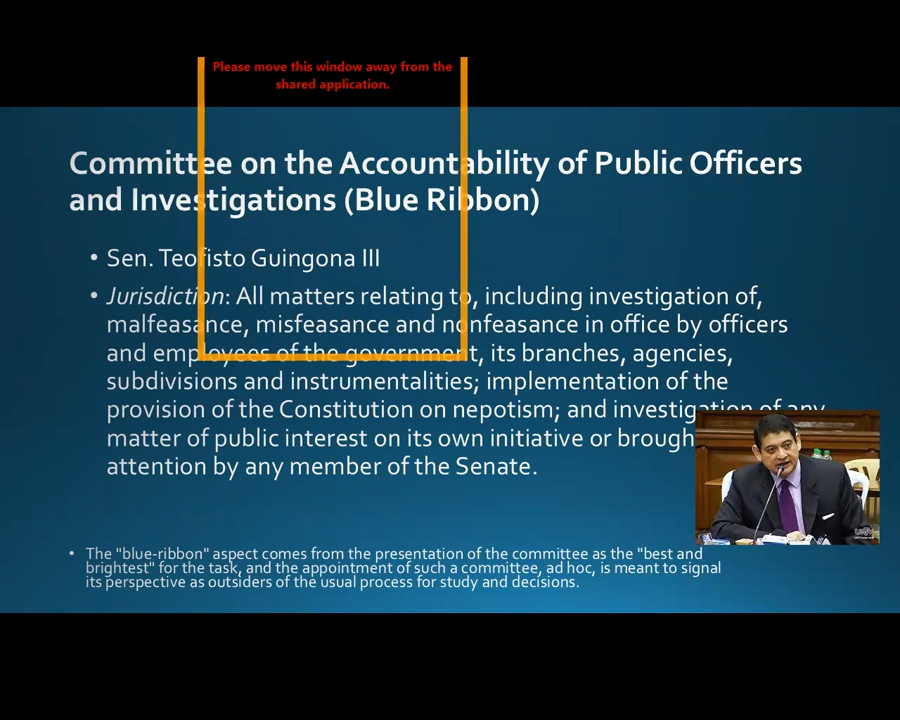 Please move this window away from the
shared application.
Committee on the Accountability of Public Officers
and Investigations (Blue Ribbon)
• Sen. Teofisto Guingona III
• Jurisdiction: All matters relating to, including investigation of,
malfeasance, misfeasance and nonfeasance in office by officers
and employees of the government, its branches, agencies,
subdivisions and instrumentalities; implementation of the
provision of the Constitution on nepotism; and investigation of any
matter of public interest on its own initiative or brough
attention by any member of the Senate.
• The "blue-ribbon" aspect comes from the presentation of the committee as the "best and
brightest" for the task, and the appointment of such a committee, ad hoc, is meant to signal
its perspective as outsiders of the usual process for study and decisions.